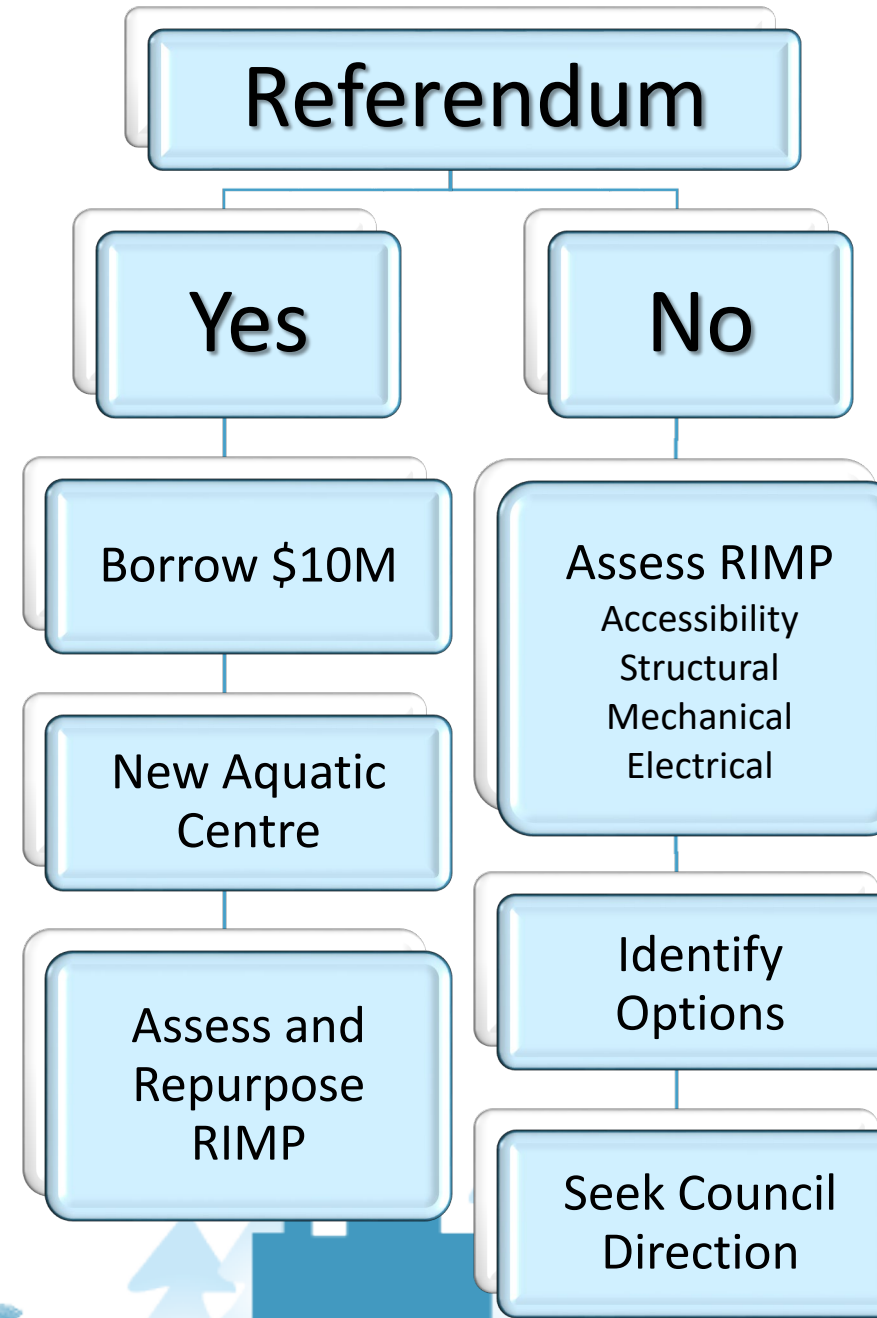 Referendum
Yes
Borrow $10M
New Aquatic
Centre
Assess and
Repurpose
RIMP
No
Assess RIMP
Accessibility
Structural
Mechanical
Electrical
Identify
Options
Seek Council
Direction